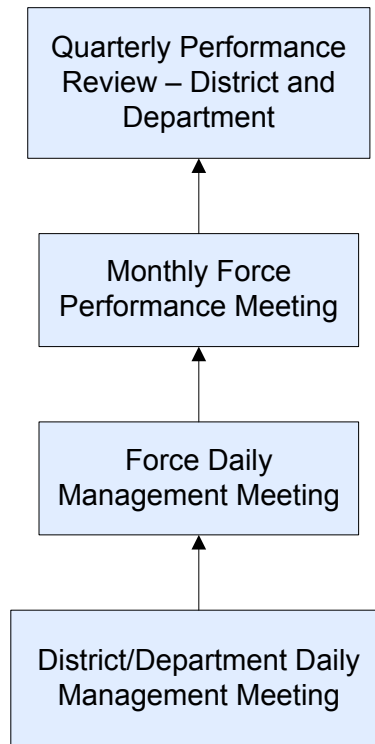 Quarterly Performance
Review – District and
Department
Monthly Force
Performance Meeting
Force Daily
Management Meeting
District/Department Daily
Management Meeting